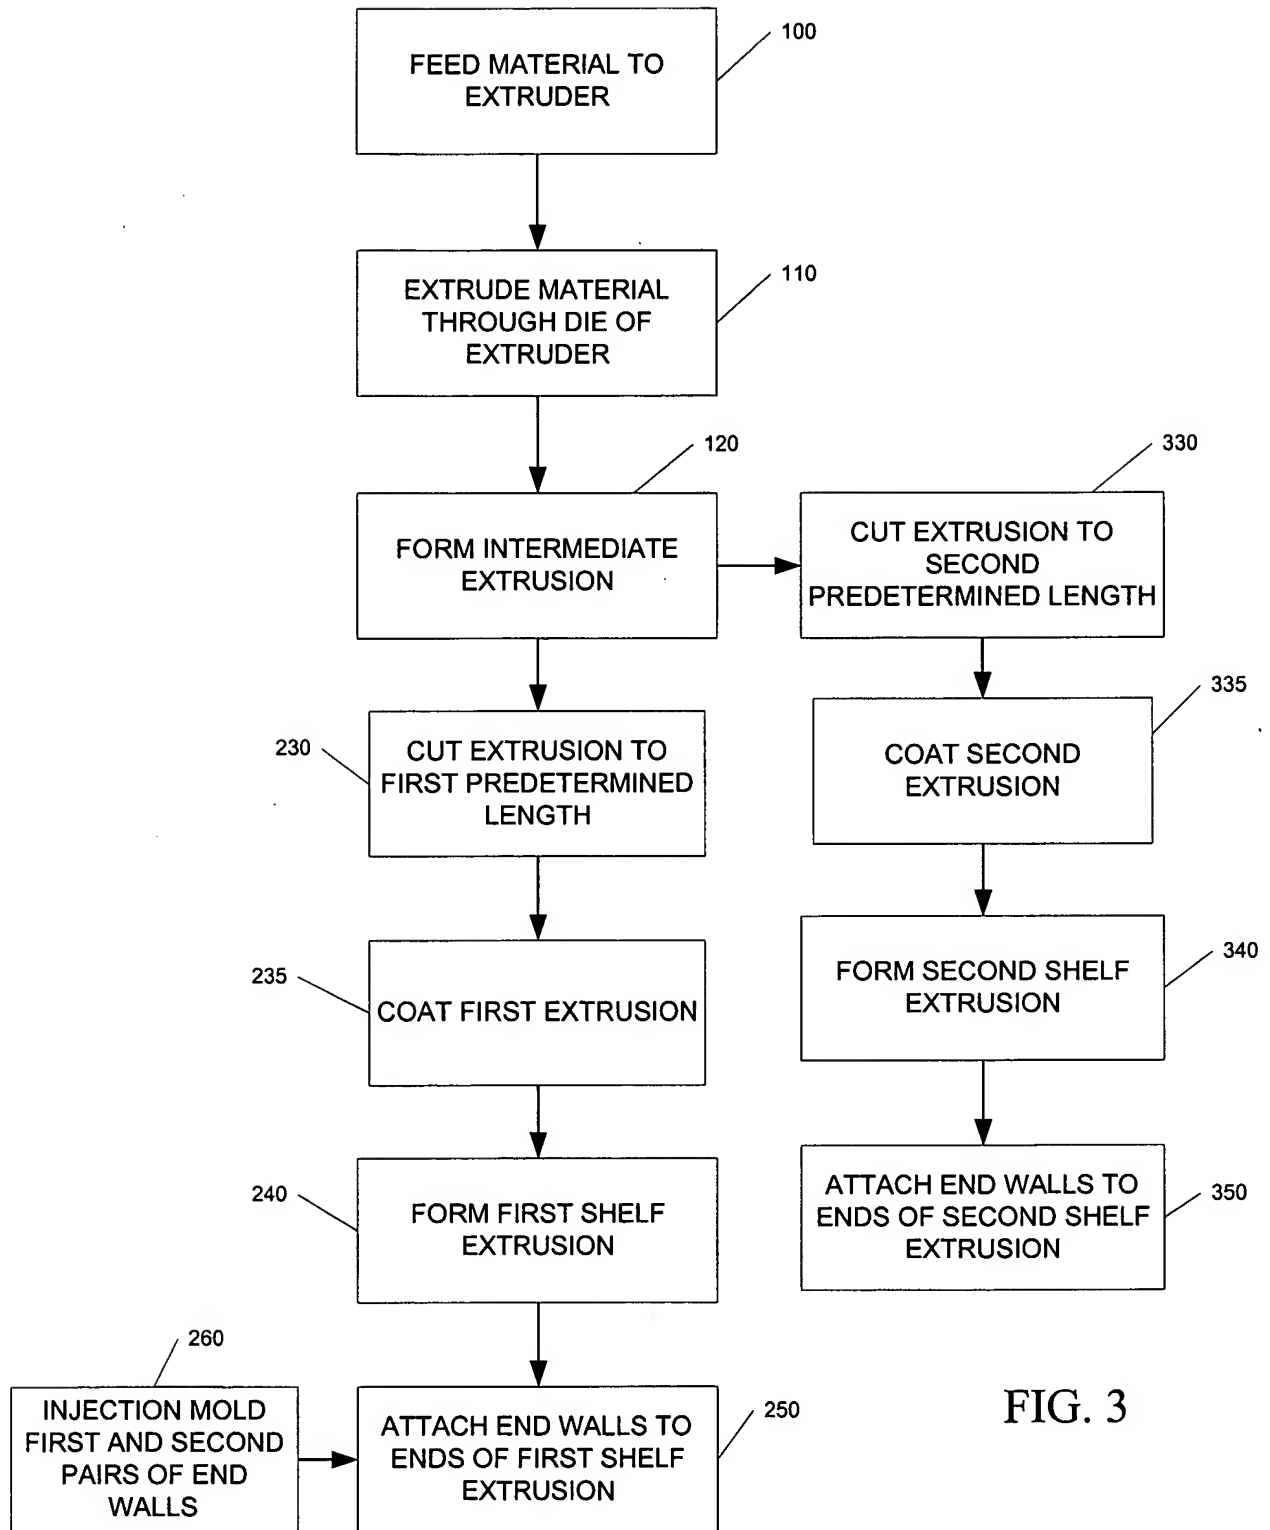 100
FEED MATERIAL TO
EXTRUDER
110
EXTRUDE MATERIAL
THROUGH DIE OF
EXTRUDER
120
FORM INTERMEDIATE
EXTRUSION
330
CUT EXTRUSION TO
SECOND
PREDETERMINED LENGTH
230
CUT EXTRUSION TO
FIRST PREDETERMINED
LENGTH
335
COAT SECOND
EXTRUSION
235
COAT FIRST EXTRUSION
340
FORM SECOND SHELF
EXTRUSION
240
FORM FIRST SHELF
EXTRUSION
350
ATTACH END WALLS TO
ENDS OF SECOND SHELF
EXTRUSION
260
INJECTION MOLD
FIRST AND SECOND
PAIRS OF END
WALLS
250
ATTACH END WALLS TO
ENDS OF FIRST SHELF
EXTRUSION
FIG. 3